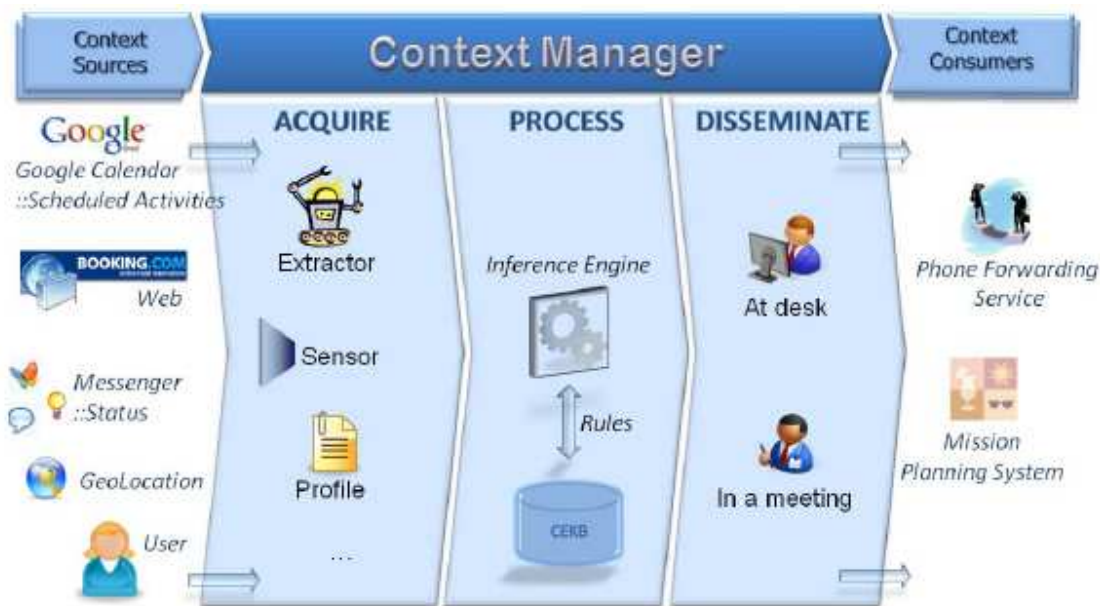 Context
Sources
Context Manager
Context
Consumers
ACQUIRE
PROCESS
DISSEMINATE
Google
Google Calendar
::Scheduled Activities
BOOKING.COM
Web
Messenger
::Status
GeoLocation
User
Extractor
Sensor
Profile
...
Inference Engine
Rules
CEKB
At desk
In a meeting
Phone Forwarding
Service
Mission
Planning System